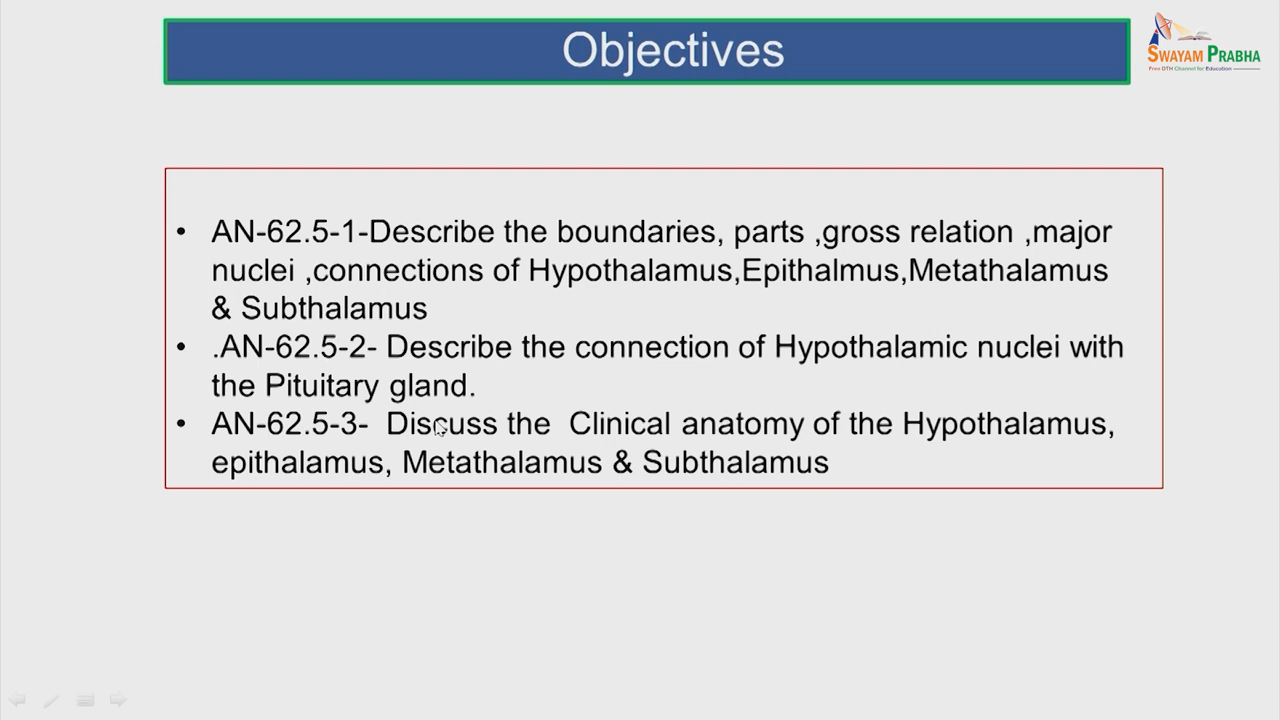 Objectives
SWAYAM PRABHA
Free DTH Channel for Education
• AN-62.5-1-Describe the boundaries, parts ,gross relation ,major
nuclei ,connections of Hypothalamus,Epithalmus,Metathalamus
& Subthalamus
• .AN-62.5-2- Describe the connection of Hypothalamic nuclei with
the Pituitary gland.
• AN-62.5-3- Discuss the Clinical anatomy of the Hypothalamus,
epithalamus, Metathalamus & Subthalamus